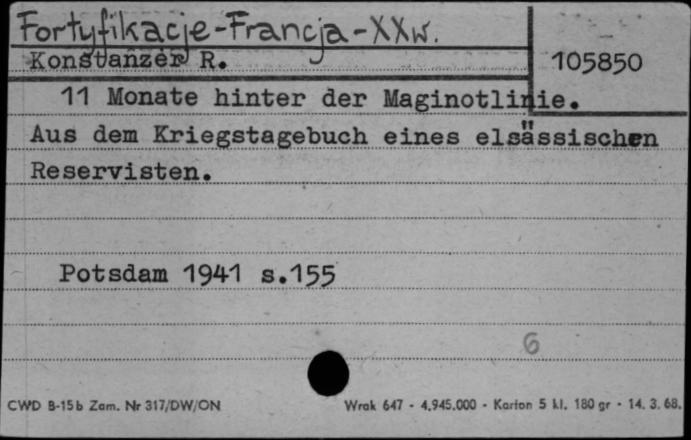 Fortyfikacje-Francja-XXw.
Konstanzer R.
105850
11 Monate hinter der Maginotlinie.
Aus dem Kriegstagebuch eines elsässischen
Reservisten.
Potsdam 1941 s.155
6
CWD B-15b Zam. Nr 317/DW/ON
Wrak 647 - 4.945.000 - Karton 5 kl. 180 gr - 14. 3. 68.